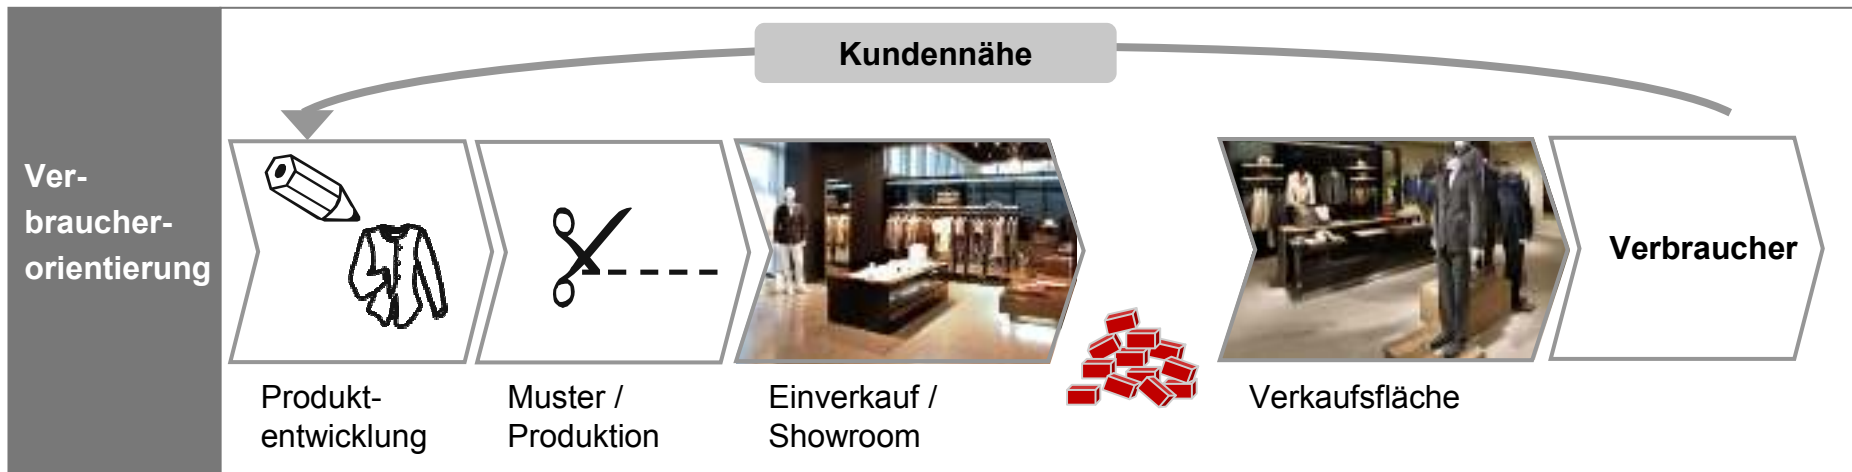 Kundennähe
Ver-
braucher-
orientierung
Verbraucher
Produkt-
entwicklung
Muster /
Produktion
Einverkauf /
Showroom
Verkaufsfläche